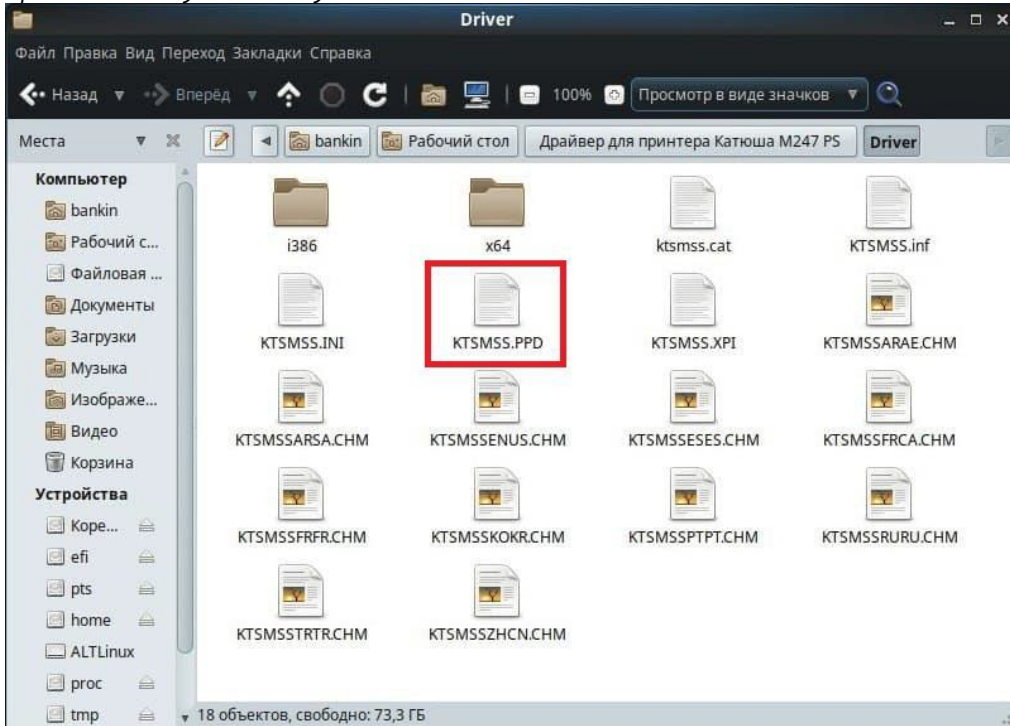 Driver
Файл Правка Вид Переход Закладки Справка
Назад Вперёд 100% Просмотр в виде значков
Места bankin Рабочий стол Драйвер для принтера Катюша M247 PS Driver
Компьютер
bankin
Рабочий с...
Файловая ...
Документы
Загрузки
Музыка
Изображе...
Видео
Корзина
Устройства
Коре...
efi
pts
home
ALTLinux
proc
tmp
i386 x64 ktsmss.cat KTSMSS.inf
KTSMSS.INI KTSMSS.PPD KTSMSS.XPI KTSMSSARAE.CHM
KTSMSSARSA.CHM KTSMSSENUS.CHM KTSMSSESES.CHM KTSMSSFRCA.CHM
KTSMSSFRFR.CHM KTSMSSKOKR.CHM KTSMSSPTPT.CHM KTSMSSRURU.CHM
KTSMSSTRTR.CHM KTSMSSZHCN.CHM
18 объектов, свободно: 73,3 ГБ